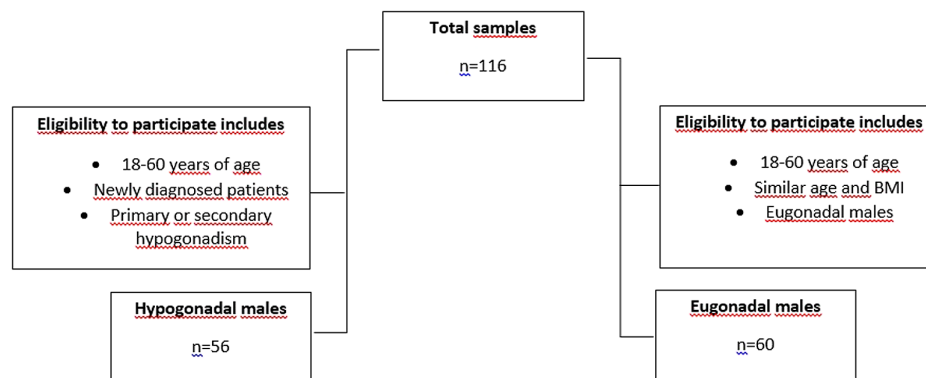 Total samples
n=116
Eligibility to participate includes
• 18-60 years of age
• Newly diagnosed patients
• Primary or secondary
hypogonadism
Eligibility to participate includes
• 18-60 years of age
• Similar age and BMI
• Eugonadal males
Hypogonadal males
n=56
Eugonadal males
n=60